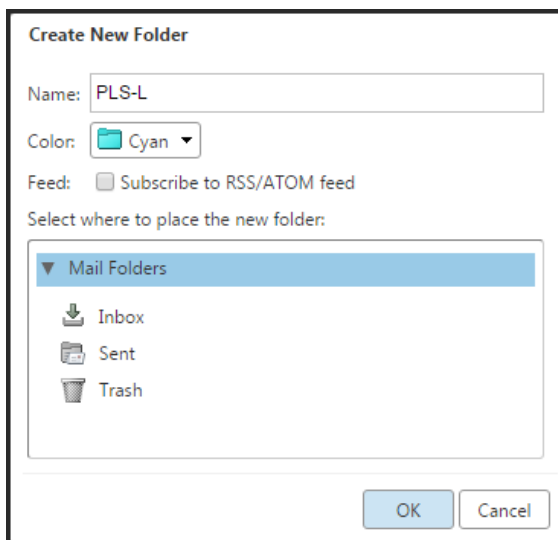 Create New Folder
Name: PLS-L
Color: Cyan
Feed: Subscribe to RSS/ATOM feed
Select where to place the new folder:
Mail Folders
Inbox
Sent
Trash
OK Cancel